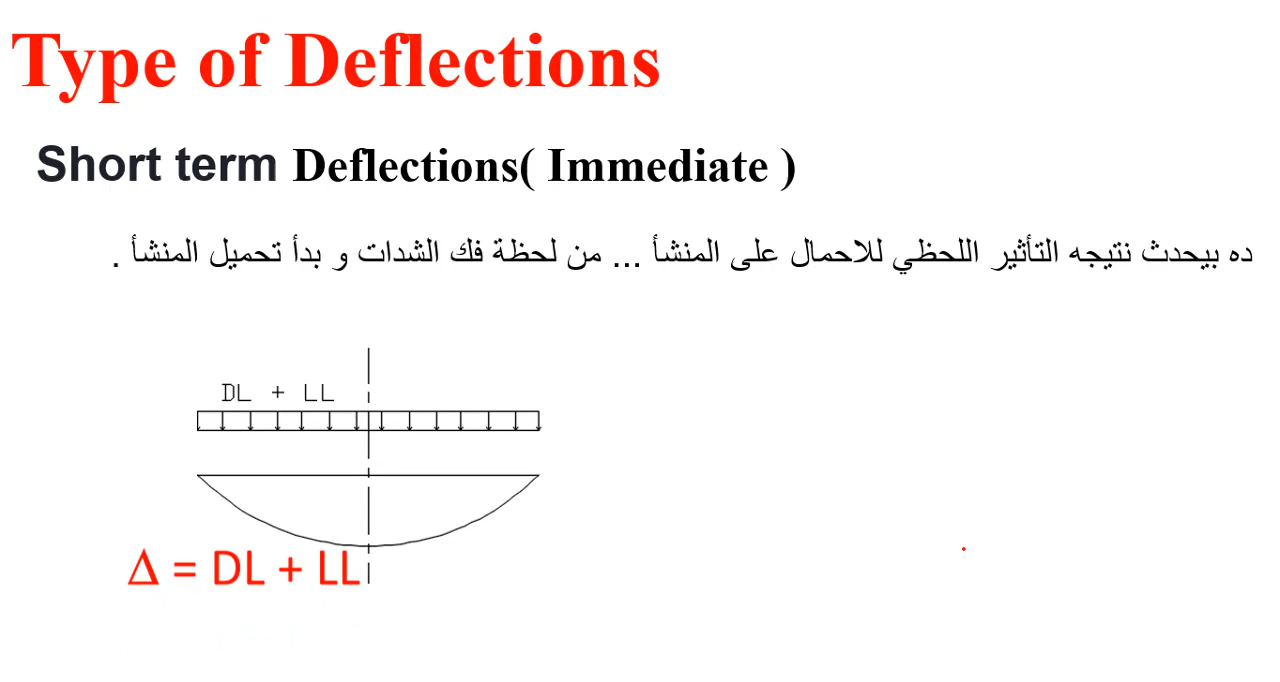 Type of Deflections
Short term Deflections( Immediate )
ده بيحدث نتيجه التأثير اللحظي للاحمال على المنشأ ... من لحظة فك الشدات و بدأ تحميل المنشأ .
DL + LL
Δ = DL + LL